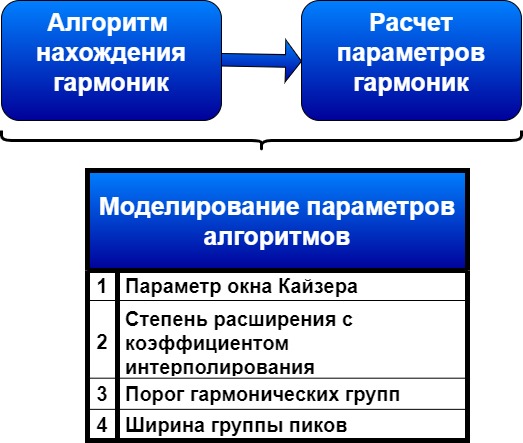 Алгоритм
нахождения
гармоник
Расчет
параметров
гармоник
Моделирование параметров
алгоритмов
1 Параметр окна Кайзера
2 Степень расширения с
коэффициентом
интерполирования
3 Порог гармонических групп
4 Ширина группы пиков